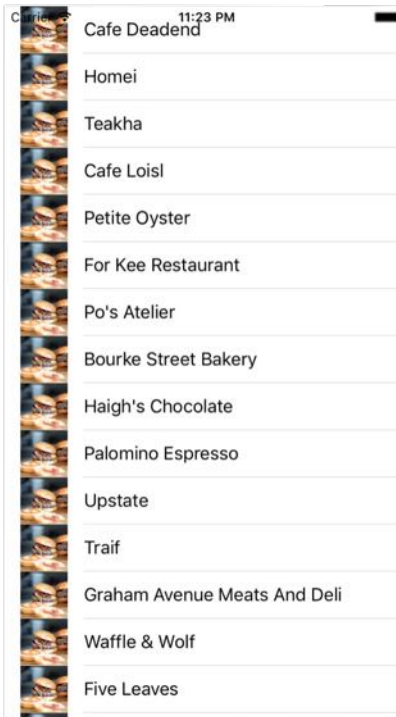 Carrier 11:23 PM
Cafe Deadend
Homei
Teakha
Cafe Loisl
Petite Oyster
For Kee Restaurant
Po's Atelier
Bourke Street Bakery
Haigh's Chocolate
Palomino Espresso
Upstate
Traif
Graham Avenue Meats And Deli
Waffle & Wolf
Five Leaves